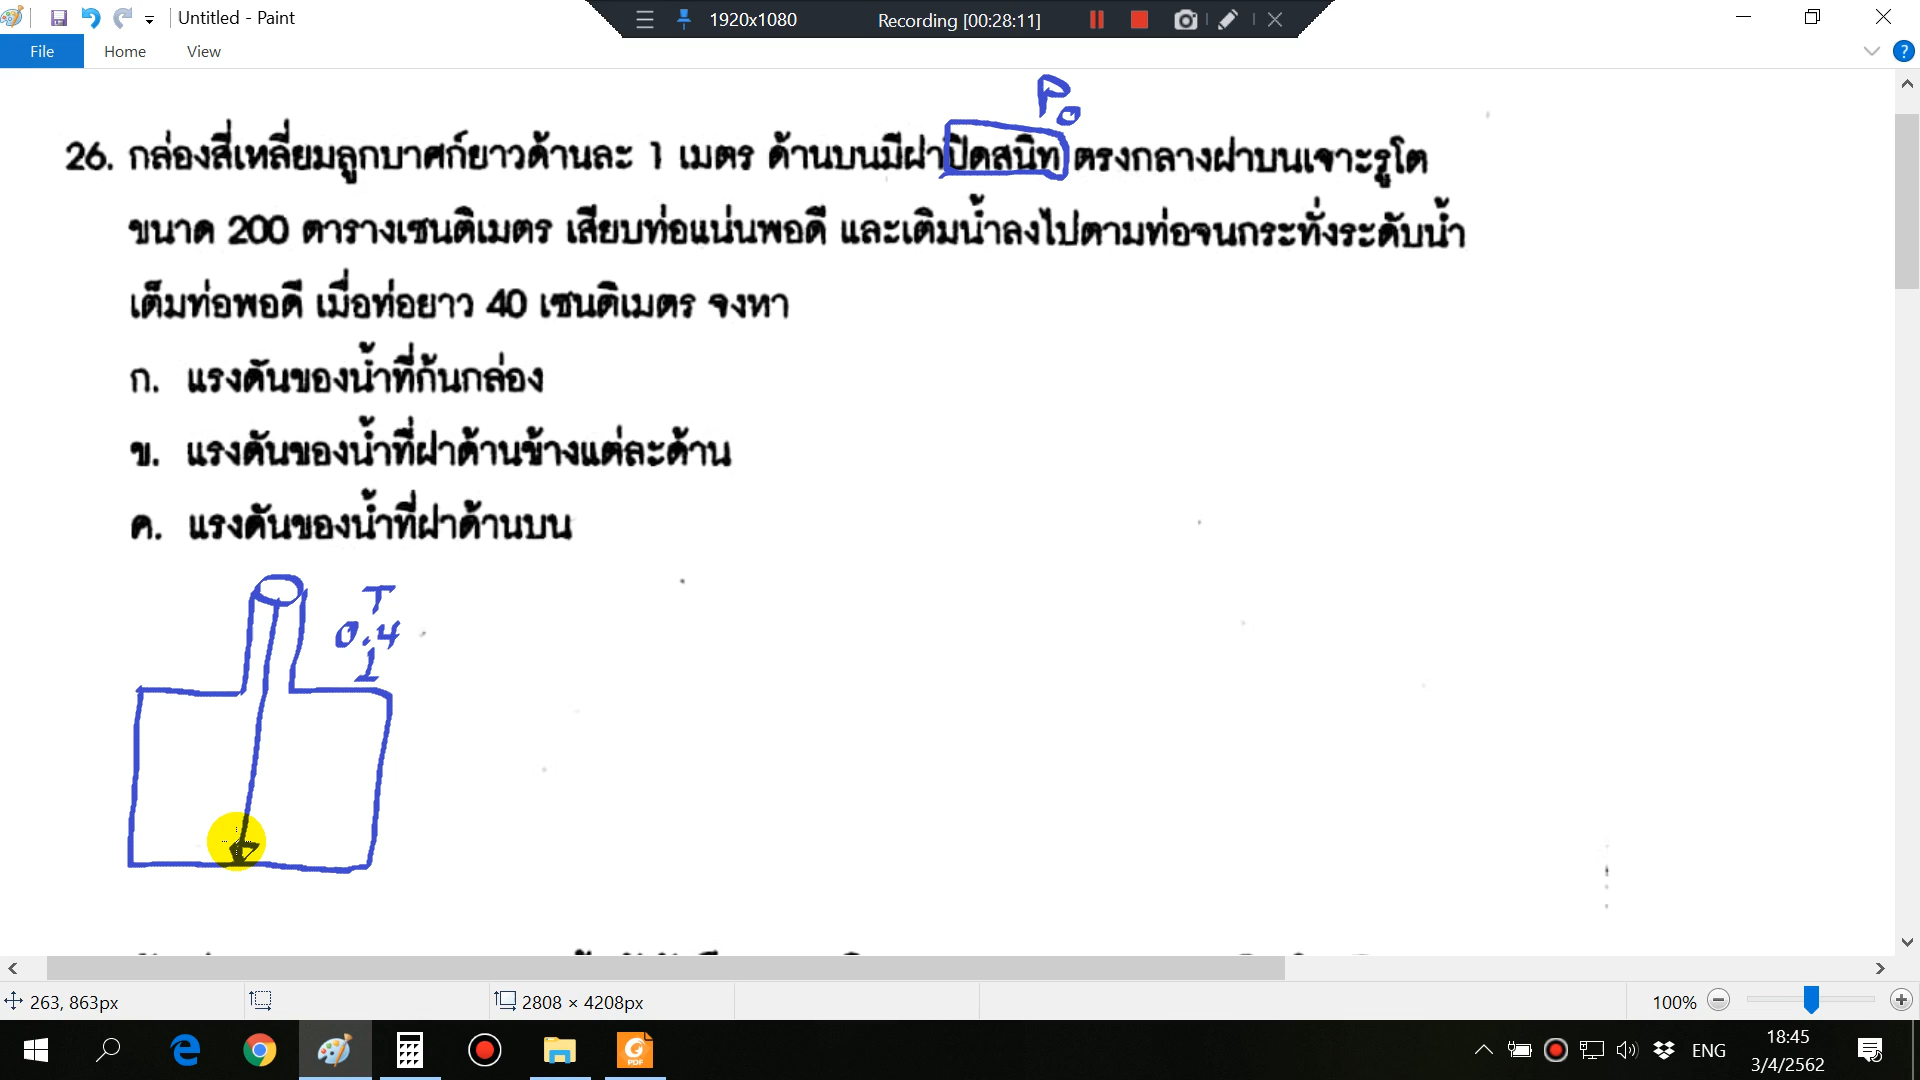 Untitled - Paint
1920x1080
Recording [00:28:11]
File
Home
View
P₀
26. กล่องสี่เหลี่ยมลูกบาศก์ยาวด้านละ 1 เมตร ด้านบนมีฝาปิดสนิท ตรงกลางฝาบนเจาะรูโต
ขนาด 200 ตารางเซนติเมตร เสียบท่อแน่นพอดี และเติมน้ำลงไปตามท่อจนกระทั่งระดับน้ำ
เต็มท่อพอดี เมื่อท่อยาว 40 เซนติเมตร จงหา
ก. แรงดันของน้ำที่ก้นกล่อง
ข. แรงดันของน้ำที่ฝาด้านข้างแต่ละด้าน
ค. แรงดันของน้ำที่ฝาด้านบน
0.4
263, 863px
2808 × 4208px
100%
ENG
18:45
3/4/2562